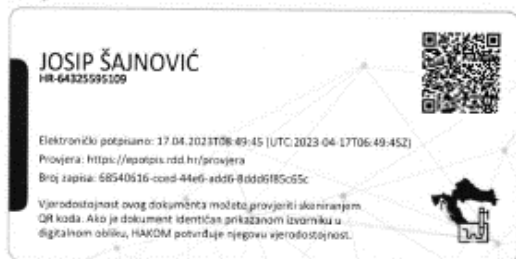 JOSIP ŠAJNOVIĆ
HR-64325595109
Elektronički potpisano: 17.04.2023T08:49:45 (UTC:2023-04-17T06:49:45Z)
Provjera: https://epotpis.rdd.hr/provjera
Broj zapisa: 68540616-cced-44e6-add6-8ddd6f85c65c
Vjerodostojnost ovog dokumenta možete provjeriti skeniranjem
QR koda. Ako je dokument identičan prikazanom izvorniku u
digitalnom obliku, HAKOM potvrđuje njegovu vjerodostojnost.